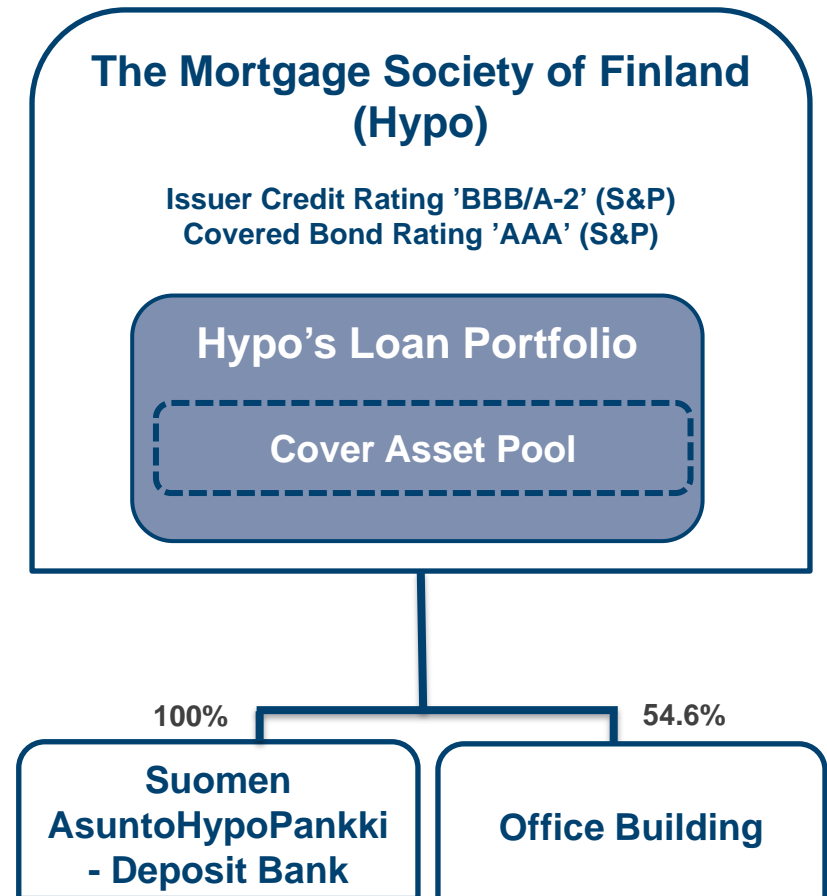 The Mortgage Society of Finland
(Hypo)
Issuer Credit Rating ’BBB/A-2’ (S&P)
Covered Bond Rating ’AAA’ (S&P)
Hypo’s Loan Portfolio
Cover Asset Pool
100%
54.6%
Suomen
AsuntoHypoPankki
- Deposit Bank
Office Building